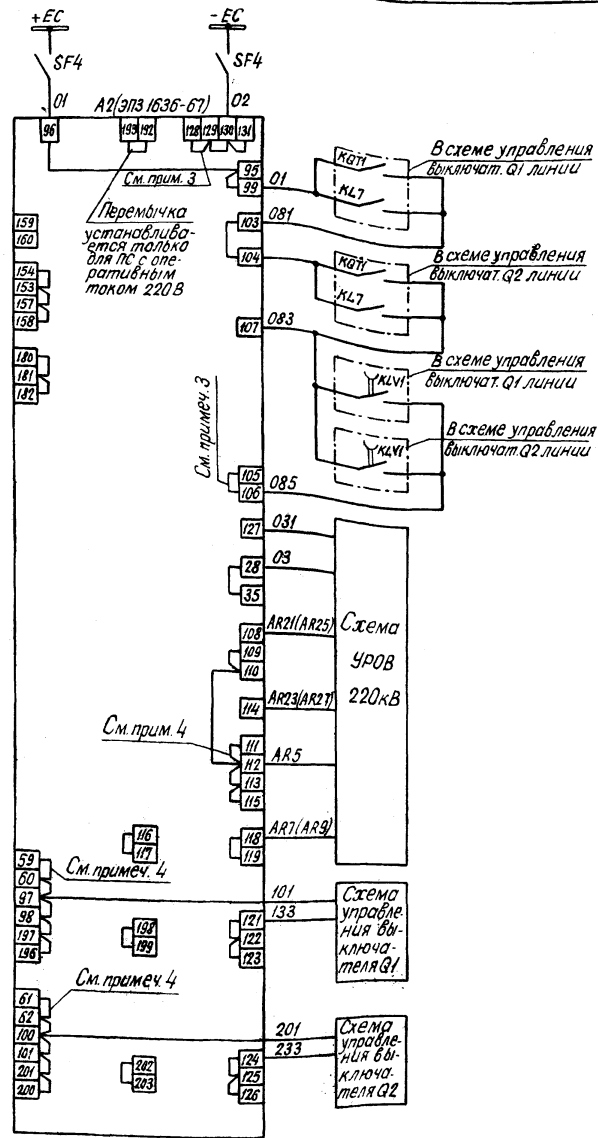 +EC
-EC
SF4
SF4
01
A2(ЭПЗ 1636-67)
02
96
193 192
128 129 130 131
См. прим. 3
95
99
01
KQT1
KL7
В схеме управления
выключат. Q1 линии
Перемычка
устанавлива-
ется только
для ПС с опе-
ративным
током 220 В
159
160
103
081
104
KQT1
KL7
В схеме управления
выключат. Q2 линии
154
153
157
158
107
083
180
181
182
KLV1
В схеме управления
выключат. Q1 линии
KLV1
В схеме управления
выключат. Q2 линии
См. примеч. 3
105
106
085
127
031
28
03
35
108
AR21(AR25)
109
110
Схема
УРОВ
220кВ
114
AR23(AR27)
См. прим. 4
111
112
AR5
113
115
116
117
118
AR7(AR9)
119
59
60
97
98
197
196
См. примеч. 4
198
199
101
133
121
122
123
Схема
управле-
ния вы-
ключа-
теля Q1
61
62
100
101
201
200
См. примеч. 4
202
203
201
233
124
125
126
Схема
управле-
ния вы-
ключа-
теля Q2